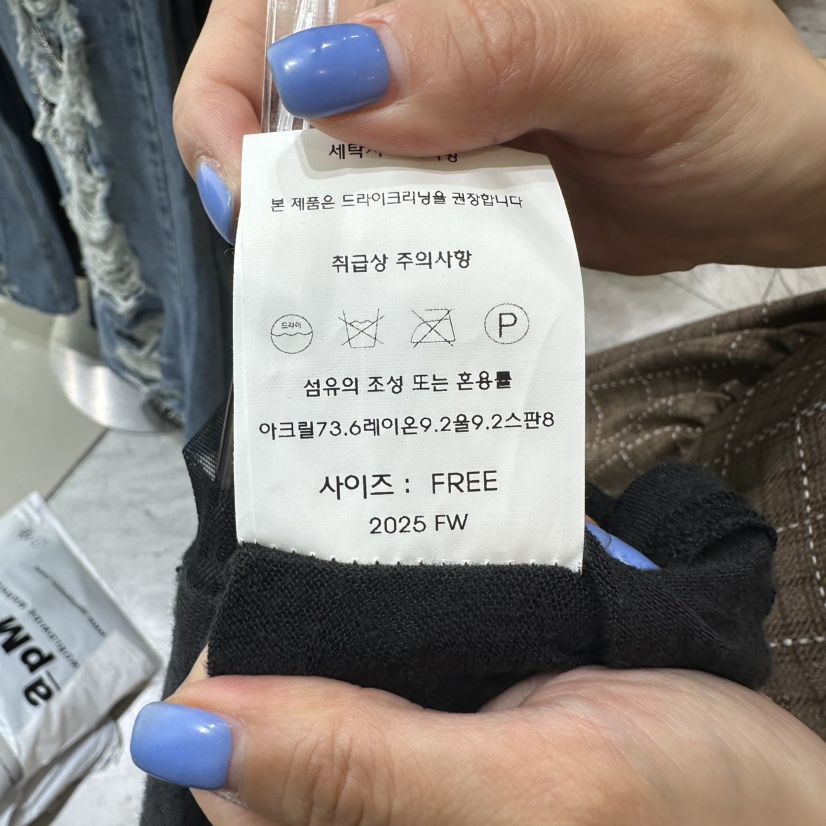 본 제품은 드라이크리닝을 권장합니다
취급상 주의사항
드라이
P
섬유의 조성 또는 혼용률
아크릴73.6레이온9.2울9.2스판8
사이즈 : FREE
2025 FW
apM